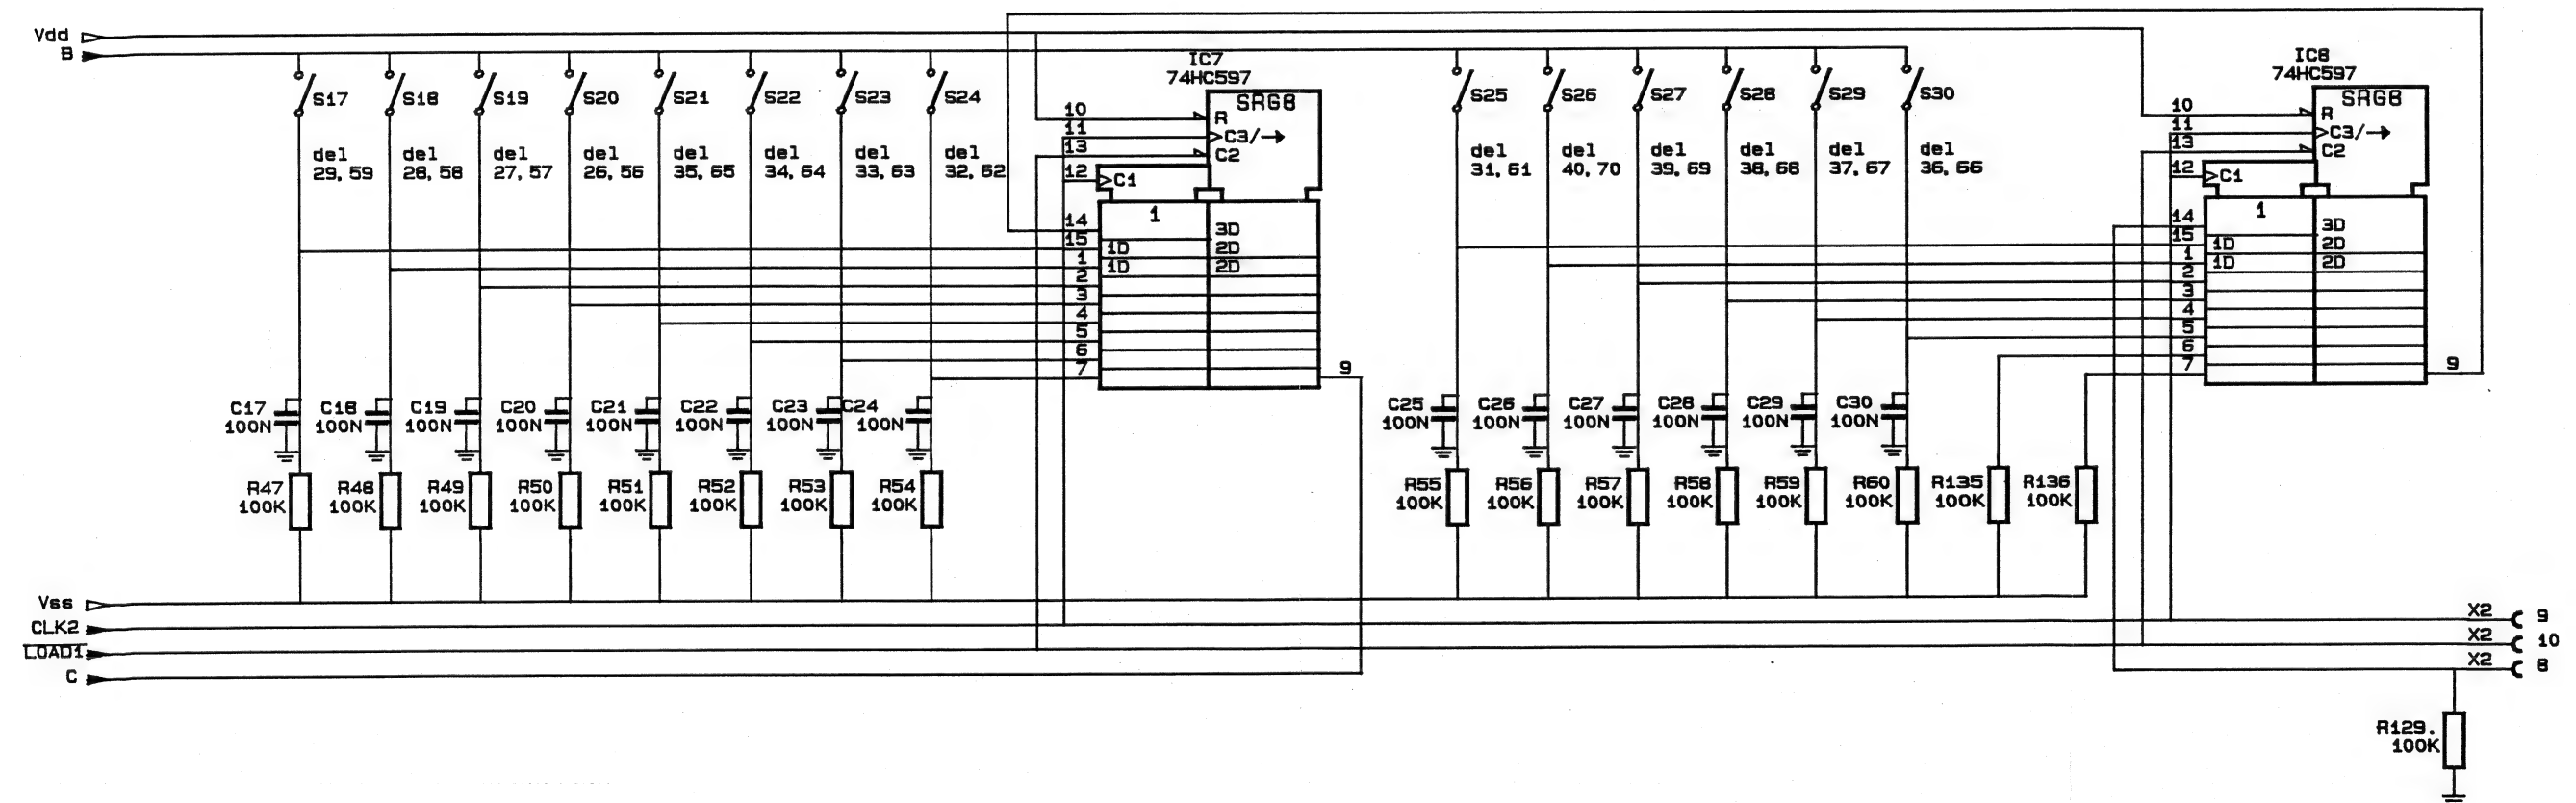 Vdd
B
S17
S18
S19
S20
S21
S22
S23
S24
del
29, 59
del
28, 58
del
27, 57
del
26, 56
del
35, 65
del
34, 64
del
33, 63
del
32, 62
IC7
74HC597
SRG8
10
R
11
C3/→
13
C2
12
C1
1
14
3D
15
1D
2D
1
1D
2D
2
3
4
5
6
7
9
S25
S26
S27
S28
S29
S30
del
31, 61
del
40, 70
del
39, 69
del
38, 68
del
37, 67
del
36, 66
IC8
74HC597
SRG8
10
R
11
C3/→
13
C2
12
C1
1
14
3D
15
1D
2D
1
1D
2D
2
3
4
5
6
7
9
C17
100N
C18
100N
C19
100N
C20
100N
C21
100N
C22
100N
C23
100N
C24
100N
C25
100N
C26
100N
C27
100N
C28
100N
C29
100N
C30
100N
R47
100K
R48
100K
R49
100K
R50
100K
R51
100K
R52
100K
R53
100K
R54
100K
R55
100K
R56
100K
R57
100K
R58
100K
R59
100K
R60
100K
R135
100K
R136
100K
Vss
CLK2
LOAD1
C
X2 9
X2 10
X2 8
R129.
100K